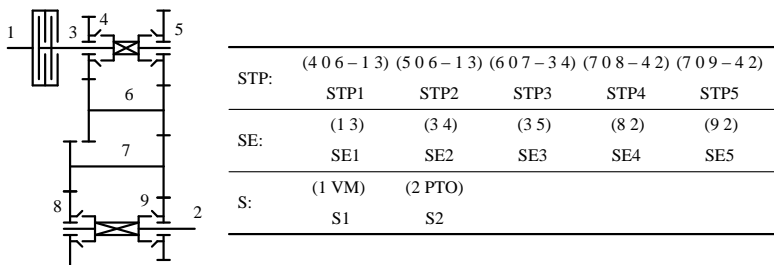 1 3 4 5
6
7
8 9 2
STP: (4 0 6 – 1 3) (5 0 6 – 1 3) (6 0 7 – 3 4) (7 0 8 – 4 2) (7 0 9 – 4 2)
STP1 STP2 STP3 STP4 STP5
SE: (1 3) (3 4) (3 5) (8 2) (9 2)
SE1 SE2 SE3 SE4 SE5
S: (1 VM) (2 PTO)
S1 S2